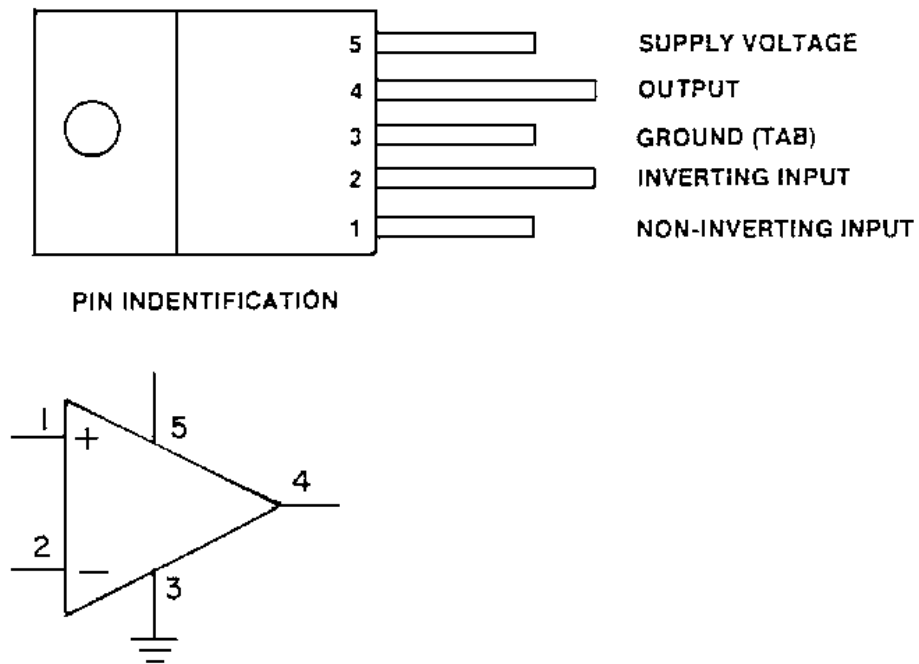 5 SUPPLY VOLTAGE
4 OUTPUT
3 GROUND (TAB)
2 INVERTING INPUT
1 NON-INVERTING INPUT
PIN INDENTIFICATION
1 + 5
4
2 − 3